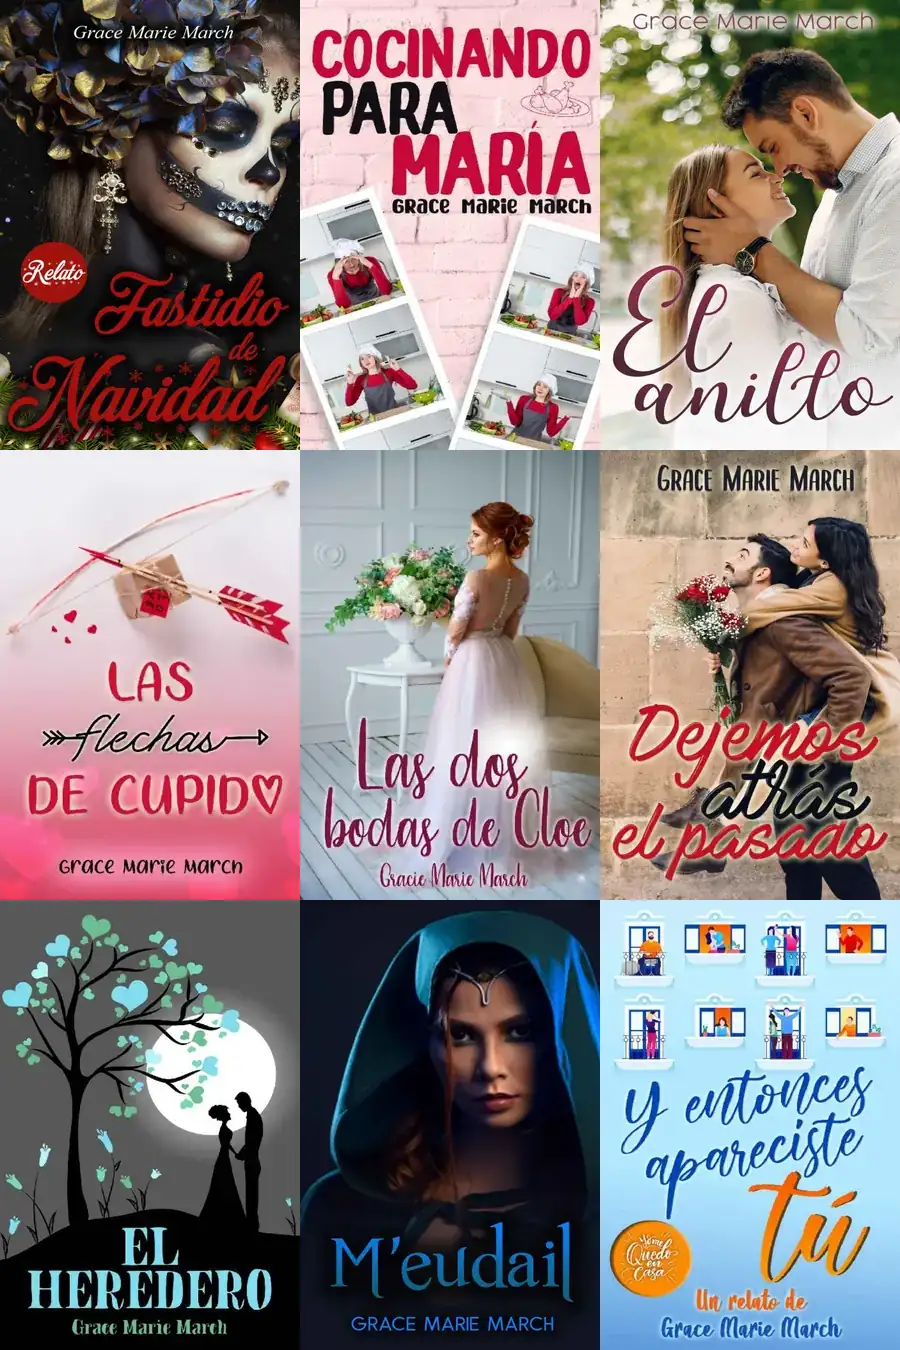 Grace Marie March
Relato
Fastidio
de
Navidad
COCINANDO
PARA
MARÍA
Grace Marie March
Grace Marie March
El
anillo
LAS
flechas
DE CUPIDO
Grace Marie March
Las dos
bodas de Cloe
Gracie Marie March
Grace Marie March
Dejemos
atrás
el pasado
EL
HEREDERO
Grace Marie March
M'eudail
GRACE MARIE MARCH
Y entonces
apareciste
tú
Yo me
Quedo en
Casa
Un relato de
Grace Marie March